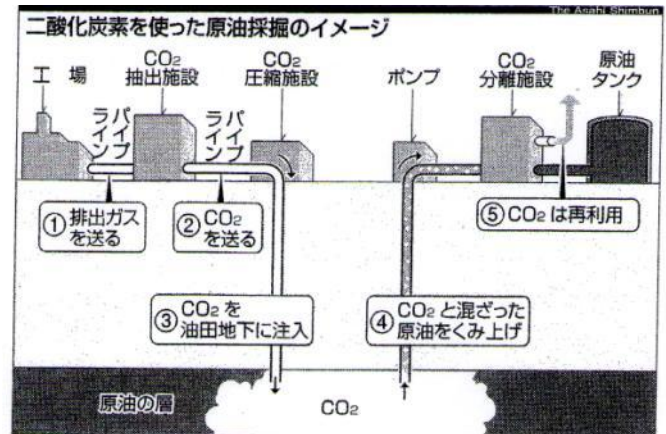 The Asahi Shimbun
二酸化炭素を使った原油採掘のイメージ
工場
パイプライン
CO₂
抽出施設
パイプライン
CO₂
圧縮施設
ポンプ
CO₂
分離施設
原油
タンク
① 排出ガス
を送る
② CO₂
を送る
③ CO₂を
油田地下に注入
④ CO₂と混ざった
原油をくみ上げ
⑤ CO₂は再利用
原油の層
CO₂